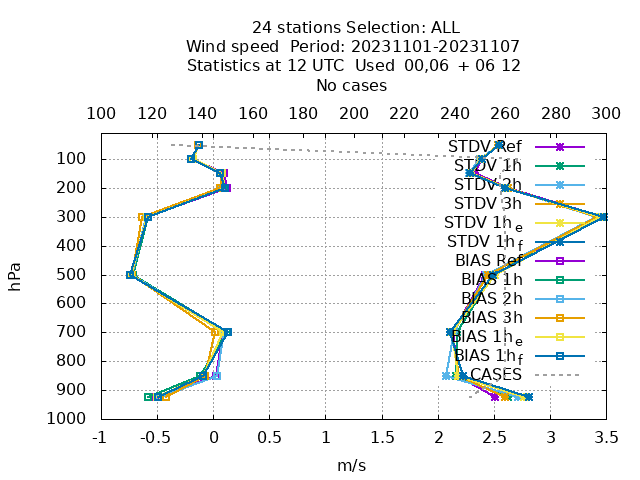 24 stations Selection: ALL
Wind speed  Period: 20231101-20231107
Statistics at 12 UTC  Used  00,06  + 06 12
No cases
100 120 140 160 180 200 220 240 260 280 300
STDV Ref
STDV 1h
STDV 2h
STDV 3h
STDV 1he
STDV 1hf
BIAS Ref
BIAS 1h
BIAS 2h
BIAS 3h
BIAS 1he
BIAS 1hf
CASES
100
200
300
400
500
600
700
800
900
1000
hPa
-1 -0.5 0 0.5 1 1.5 2 2.5 3 3.5
m/s